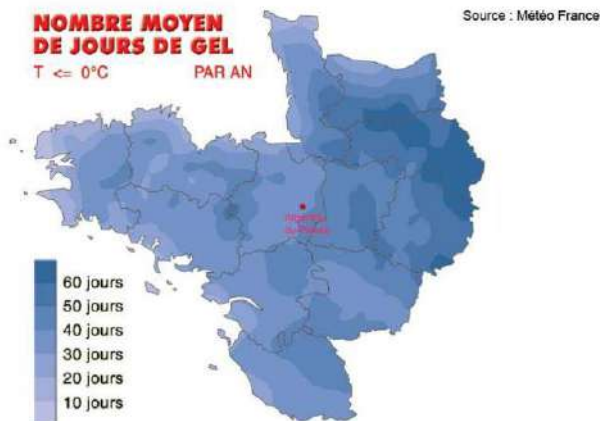 NOMBRE MOYEN
DE JOURS DE GEL
T <= 0°C PAR AN
Source : Météo France
60 jours
50 jours
40 jours
30 jours
20 jours
10 jours